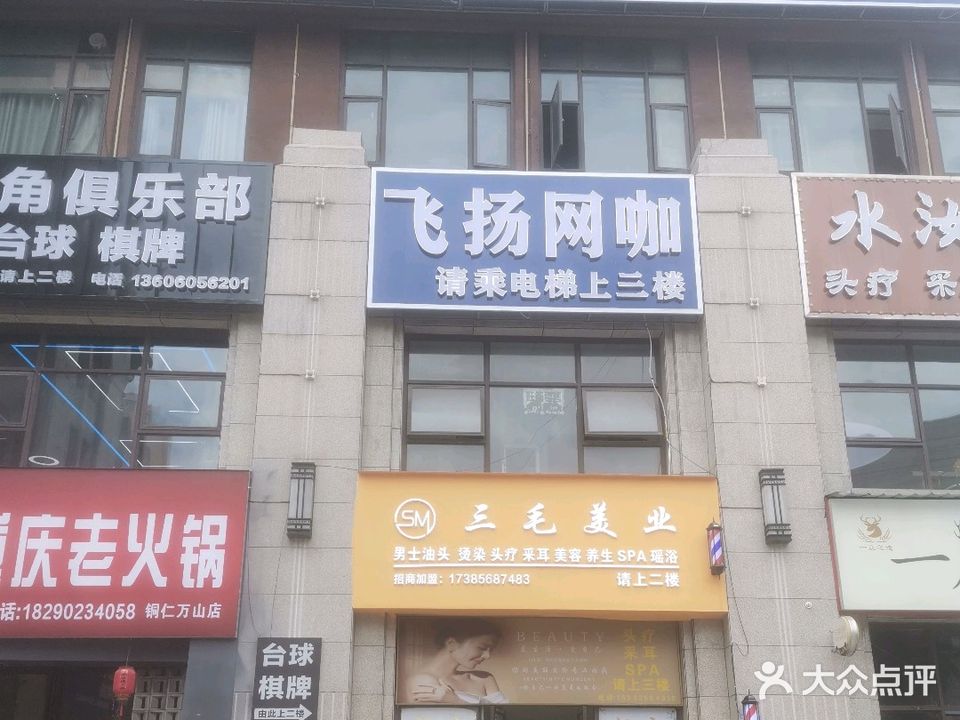 角俱乐部
台球 棋牌
请上二楼 电话 13606056201
飞扬网咖
请乘电梯上三楼
水汝
头疗 采
庆老火锅
话:18290234058 铜仁万山店
SM 三毛美业
男士油头 烫染 头疗 采耳 美容 养生 SPA 瑶浴
招商加盟：17385687483 请上二楼
一
台球
棋牌
由此上二楼
BEAUTY
头疗
采耳
SPA
请上三楼
大众点评